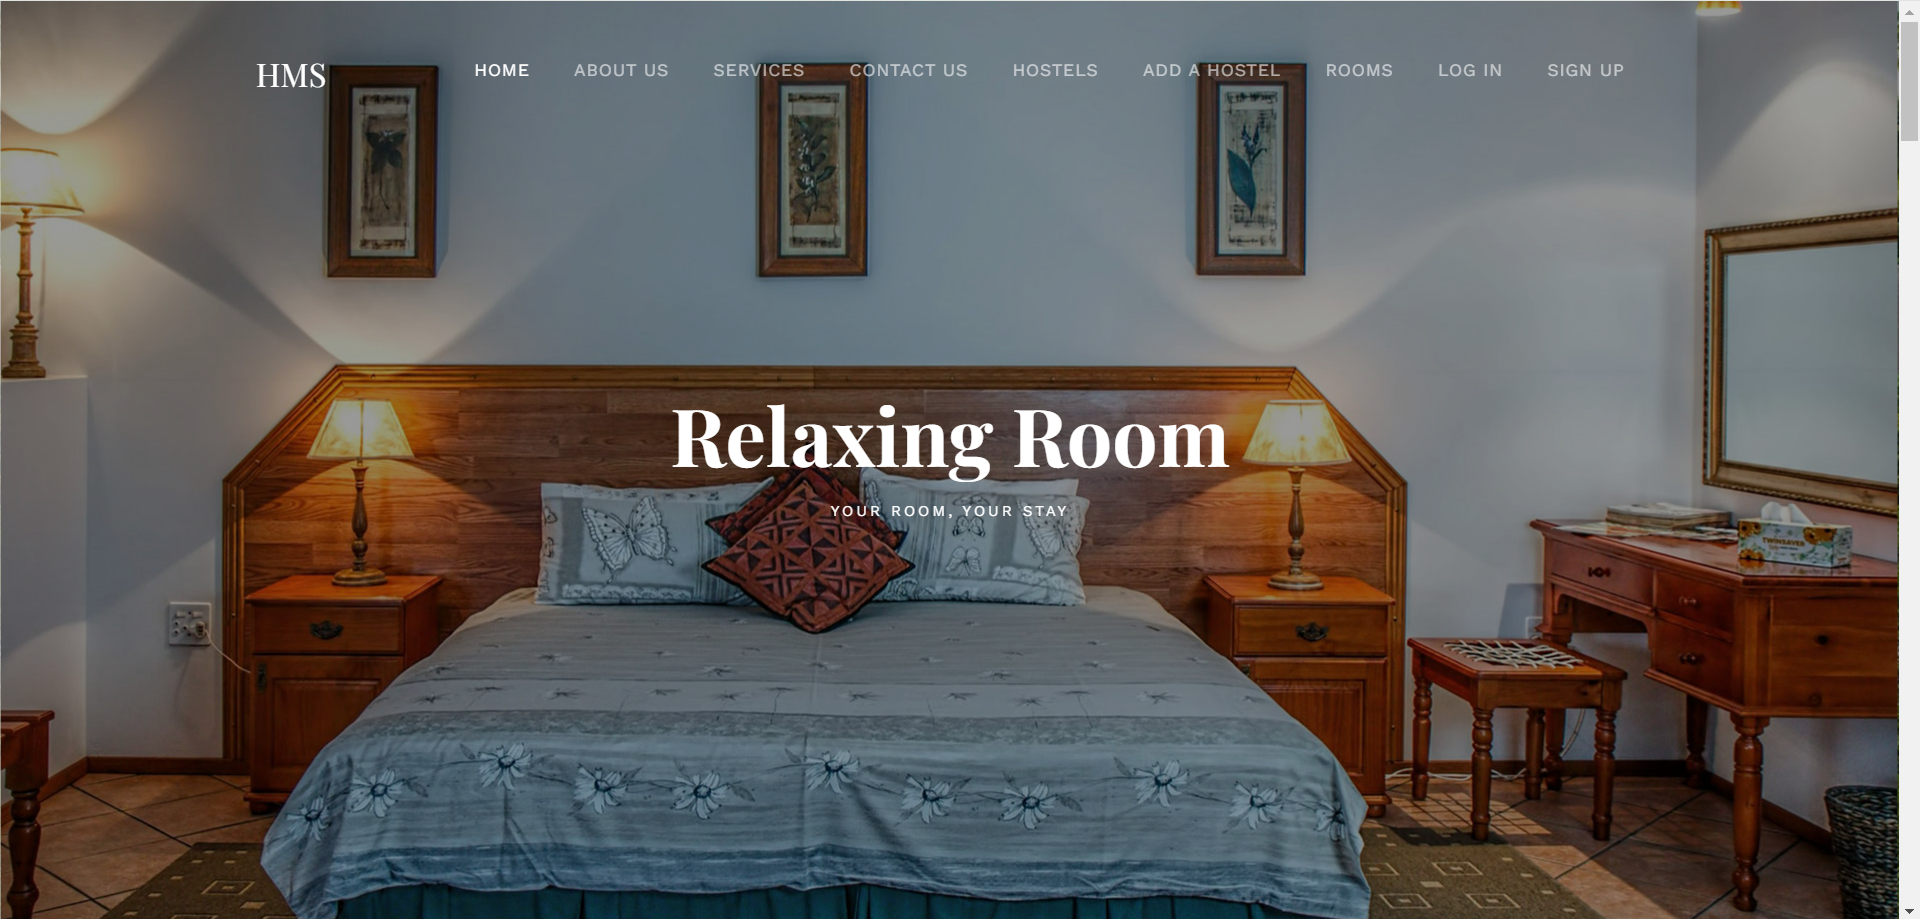 HMS
HOME ABOUT US SERVICES CONTACT US HOSTELS ADD A HOSTEL ROOMS LOG IN SIGN UP
Relaxing Room
YOUR ROOM, YOUR STAY
TWINSAVER